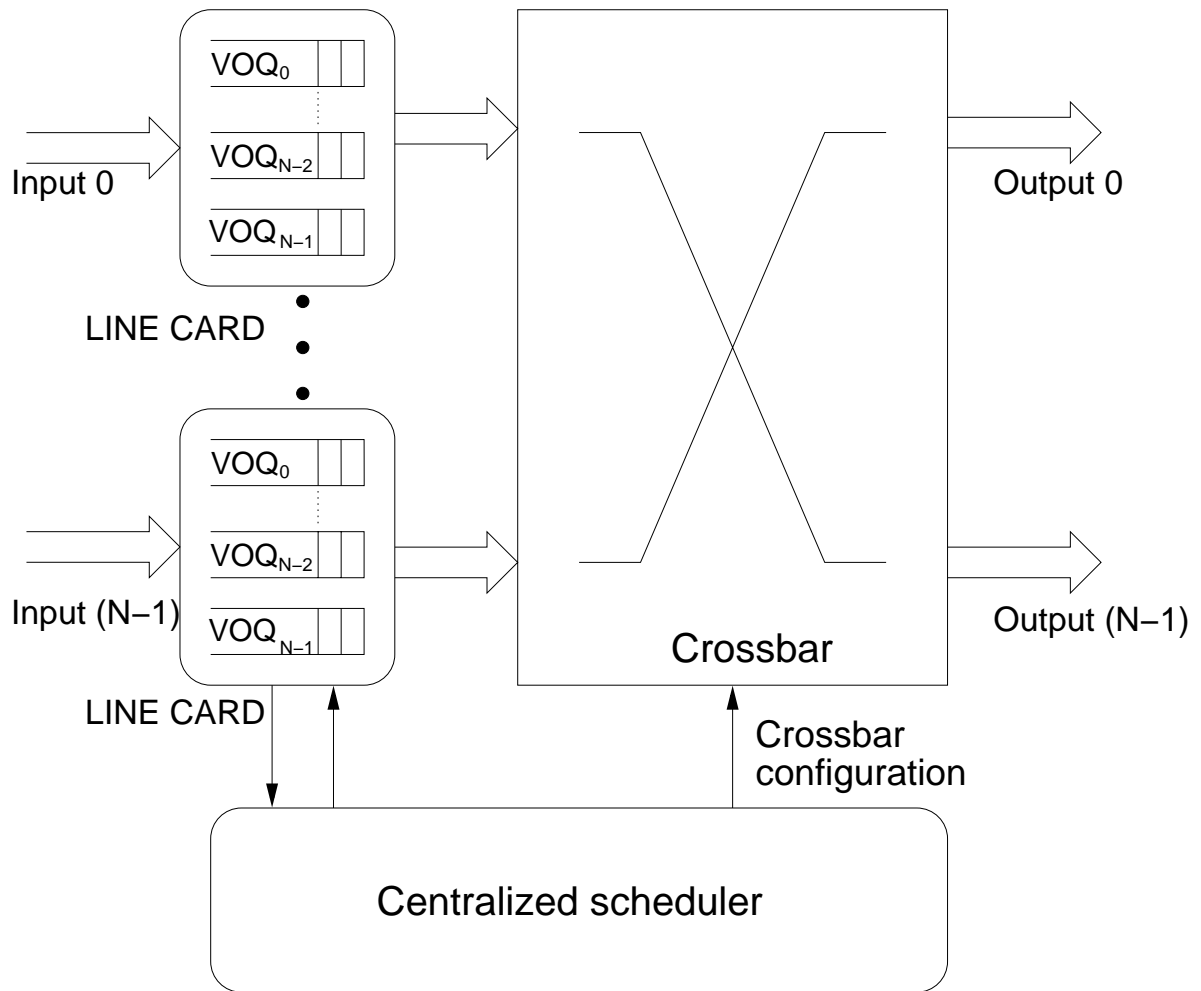 VOQ₀
VOQN−2
Input 0
Output 0
VOQN−1
LINE CARD
VOQ₀
VOQN−2
Input (N−1)
Output (N−1)
VOQN−1
Crossbar
LINE CARD
Crossbar
configuration
Centralized scheduler